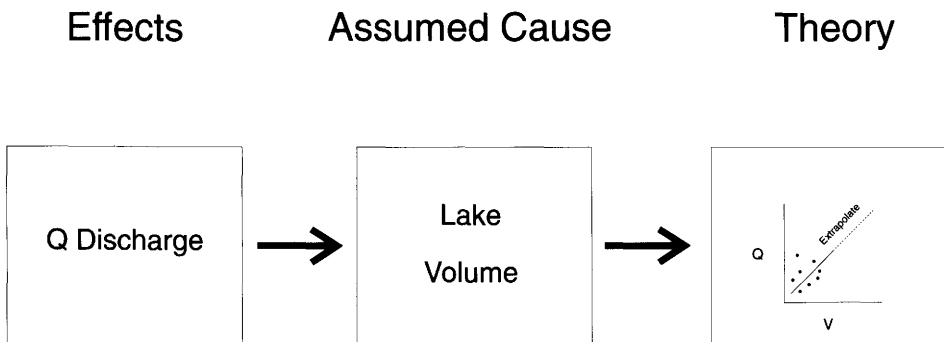 Effects
Assumed Cause
Theory
Q Discharge
Lake
Volume
Extrapolate
Q
V